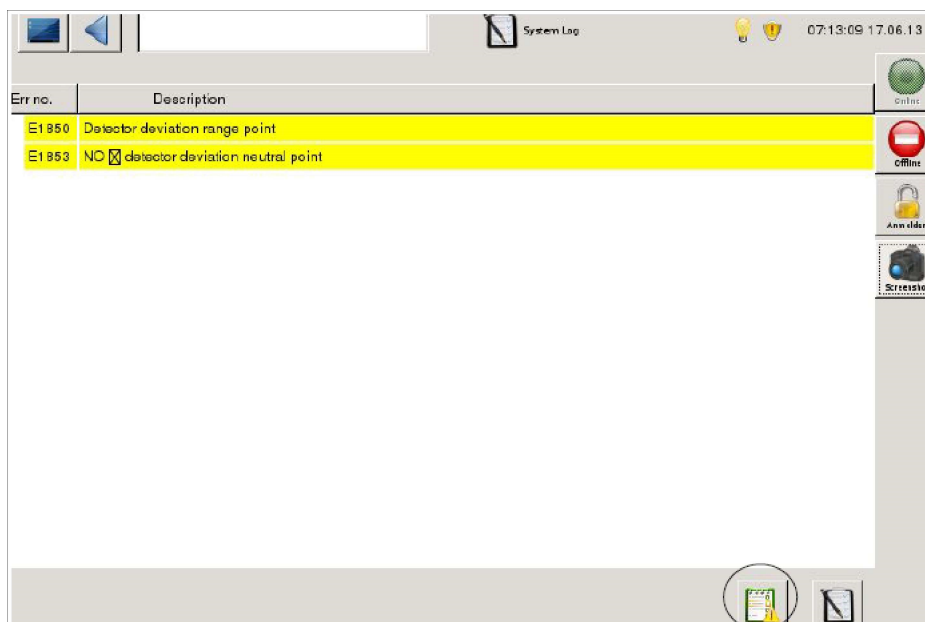 System Log
07:13:09 17.06.13
Err no. Description
Online
E1850 Detector deviation range point
E1853 NO ☒ detector deviation neutral point
Offline
Anmelden
Screensho